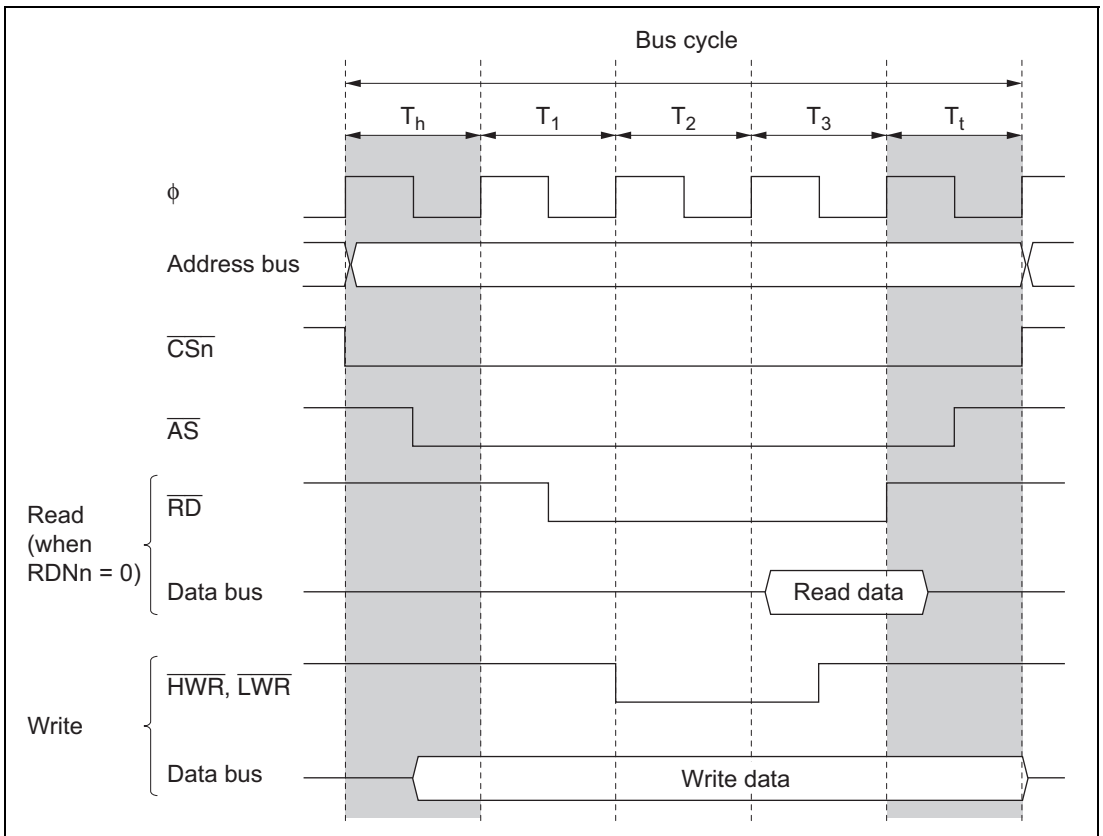 Bus cycle
Th T1 T2 T3 Tt
ϕ
Address bus
CSn
AS
Read
(when
RDNn = 0)
RD
Data bus
Read data
Write
HWR, LWR
Data bus
Write data